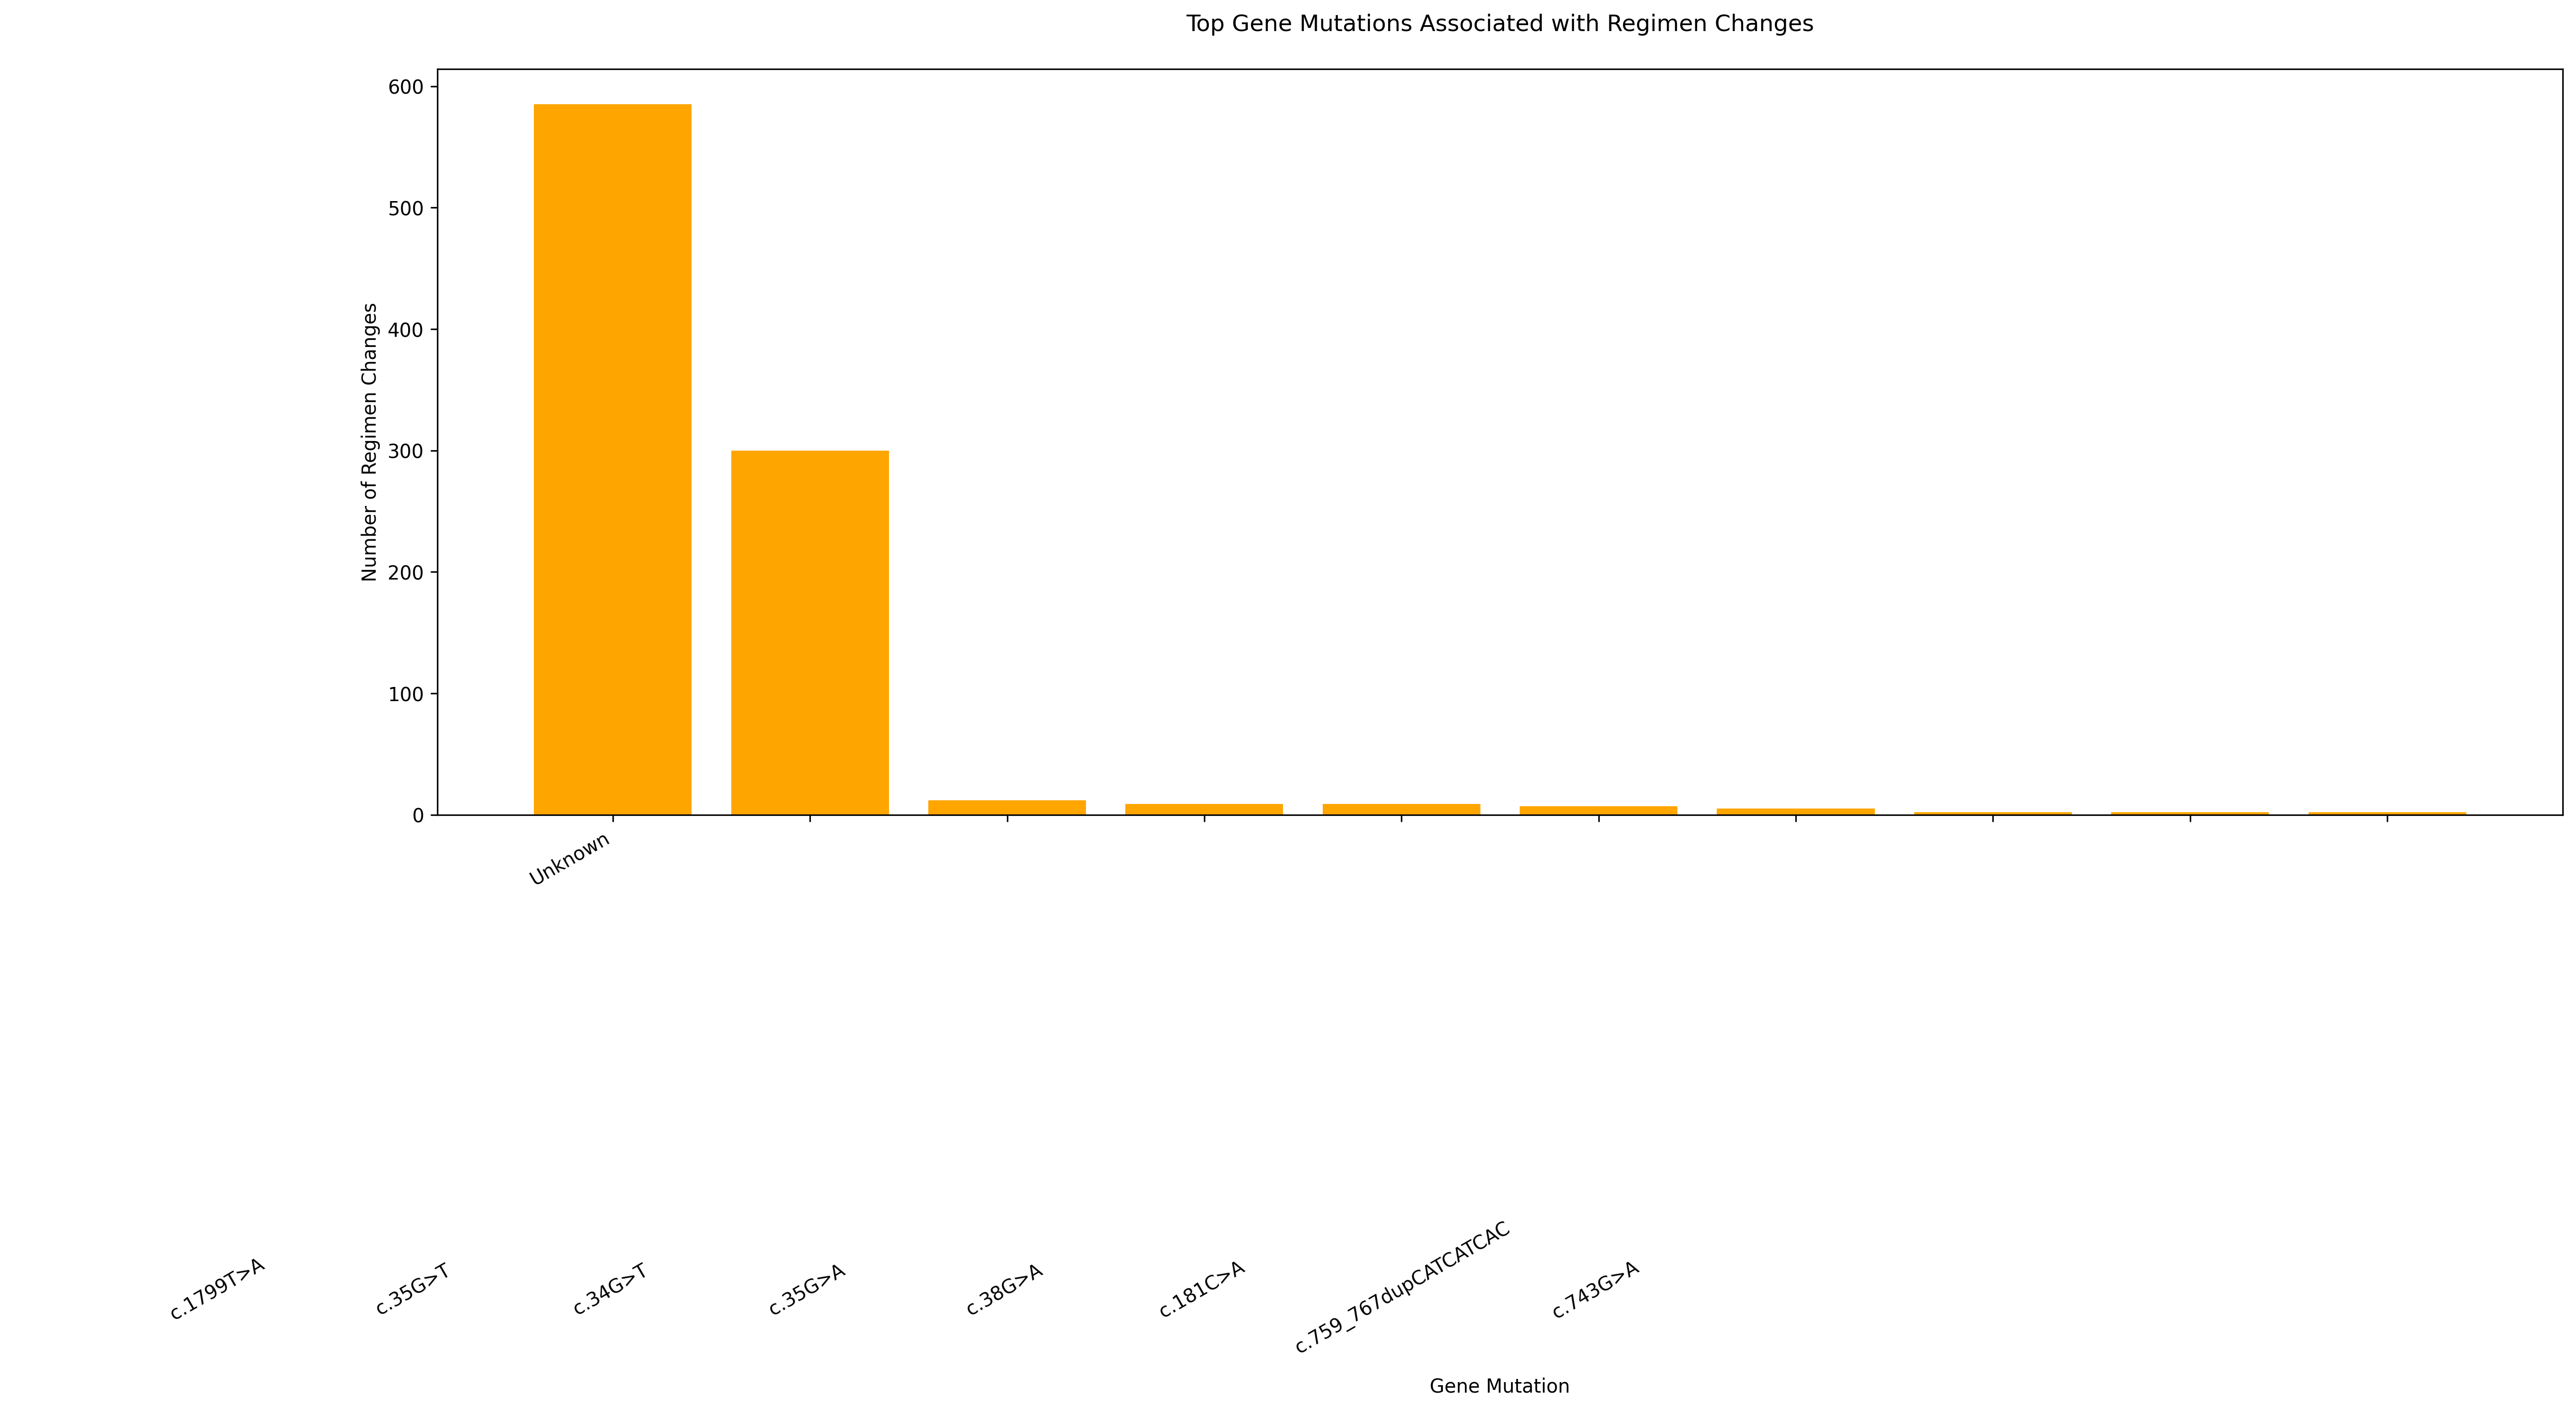 Top Gene Mutations Associated with Regimen Changes
Number of Regimen Changes
600
500
400
300
200
100
0
Unknown
c.1799T>A
c.35G>T
c.34G>T
c.35G>A
c.38G>A
c.181C>A
c.759_767dupCATCATCAC
c.743G>A
Gene Mutation